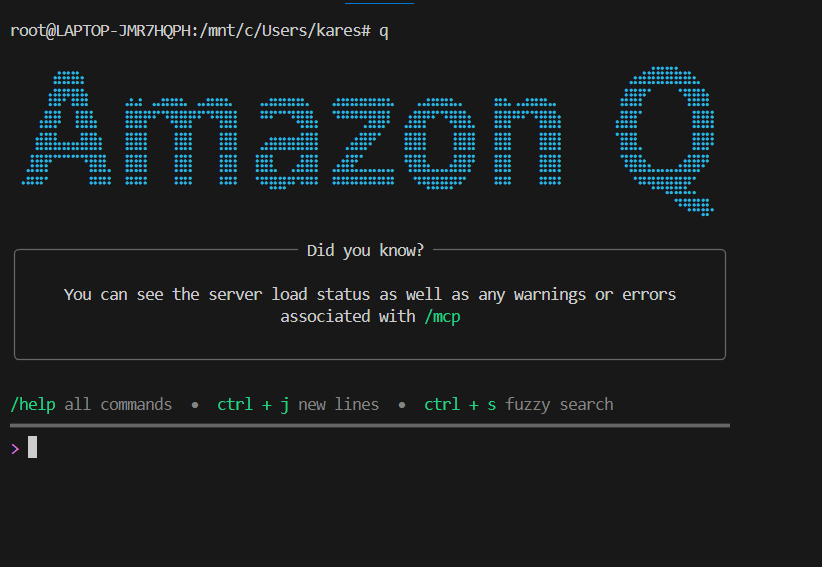 root@LAPTOP-JMR7HQPH:/mnt/c/Users/kares# q
Amazon Q
Did you know?
You can see the server load status as well as any warnings or errors
associated with /mcp
/help all commands • ctrl + j new lines • ctrl + s fuzzy search
>